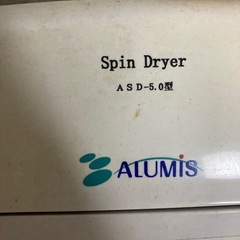 Spin Dryer
ASD-5.0型
ALUMIS